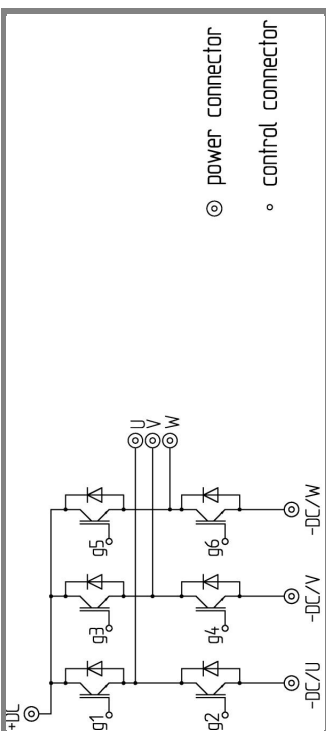 power connector
control connector
U
V
W
g5
g6
-DC/W
g3
g4
-DC/V
+DC
g1
g2
-DC/U